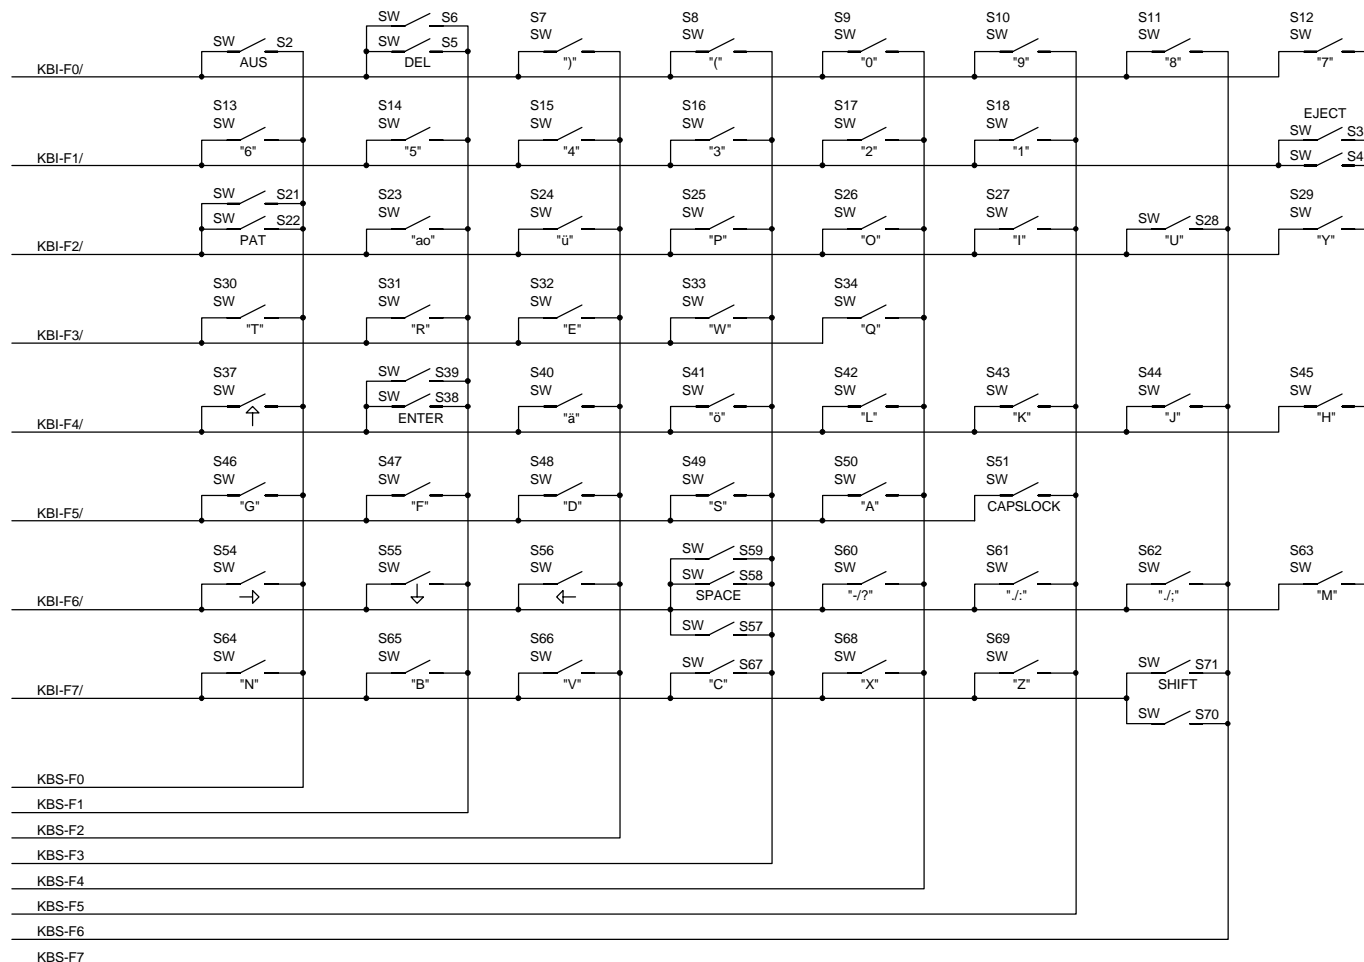 SW S6
S7 S8 S9 S10 S11 S12
SW S2 SW S5 SW SW SW SW SW SW
AUS DEL ")" "(" "0" "9" "8" "7"
KBI-F0/
S13 S14 S15 S16 S17 S18 EJECT
SW SW SW SW SW SW SW S3
"6" "5" "4" "3" "2" "1" SW S4
KBI-F1/
SW S21 S23 S24 S25 S26 S27 S29
SW S22 SW SW SW SW SW SW S28 SW
PAT "ao" "ü" "P" "O" "I" "U" "Y"
KBI-F2/
S30 S31 S32 S33 S34
SW SW SW SW SW
"T" "R" "E" "W" "Q"
KBI-F3/
S37 SW S39 S40 S41 S42 S43 S44 S45
SW SW S38 SW SW SW SW SW SW
ENTER "ä" "ö" "L" "K" "J" "H"
KBI-F4/
S46 S47 S48 S49 S50 S51
SW SW SW SW SW SW
"G" "F" "D" "S" "A" CAPSLOCK
KBI-F5/
S54 S55 S56 SW S59 S60 S61 S62 S63
SW SW SW SW S58 SW SW SW SW
SPACE "-/?" "./:" "./;" "M"
KBI-F6/
SW S57
S64 S65 S66 S68 S69
SW SW SW SW S67 SW SW SW S71
"N" "B" "V" "C" "X" "Z" SHIFT
KBI-F7/
SW S70
KBS-F0
KBS-F1
KBS-F2
KBS-F3
KBS-F4
KBS-F5
KBS-F6
KBS-F7